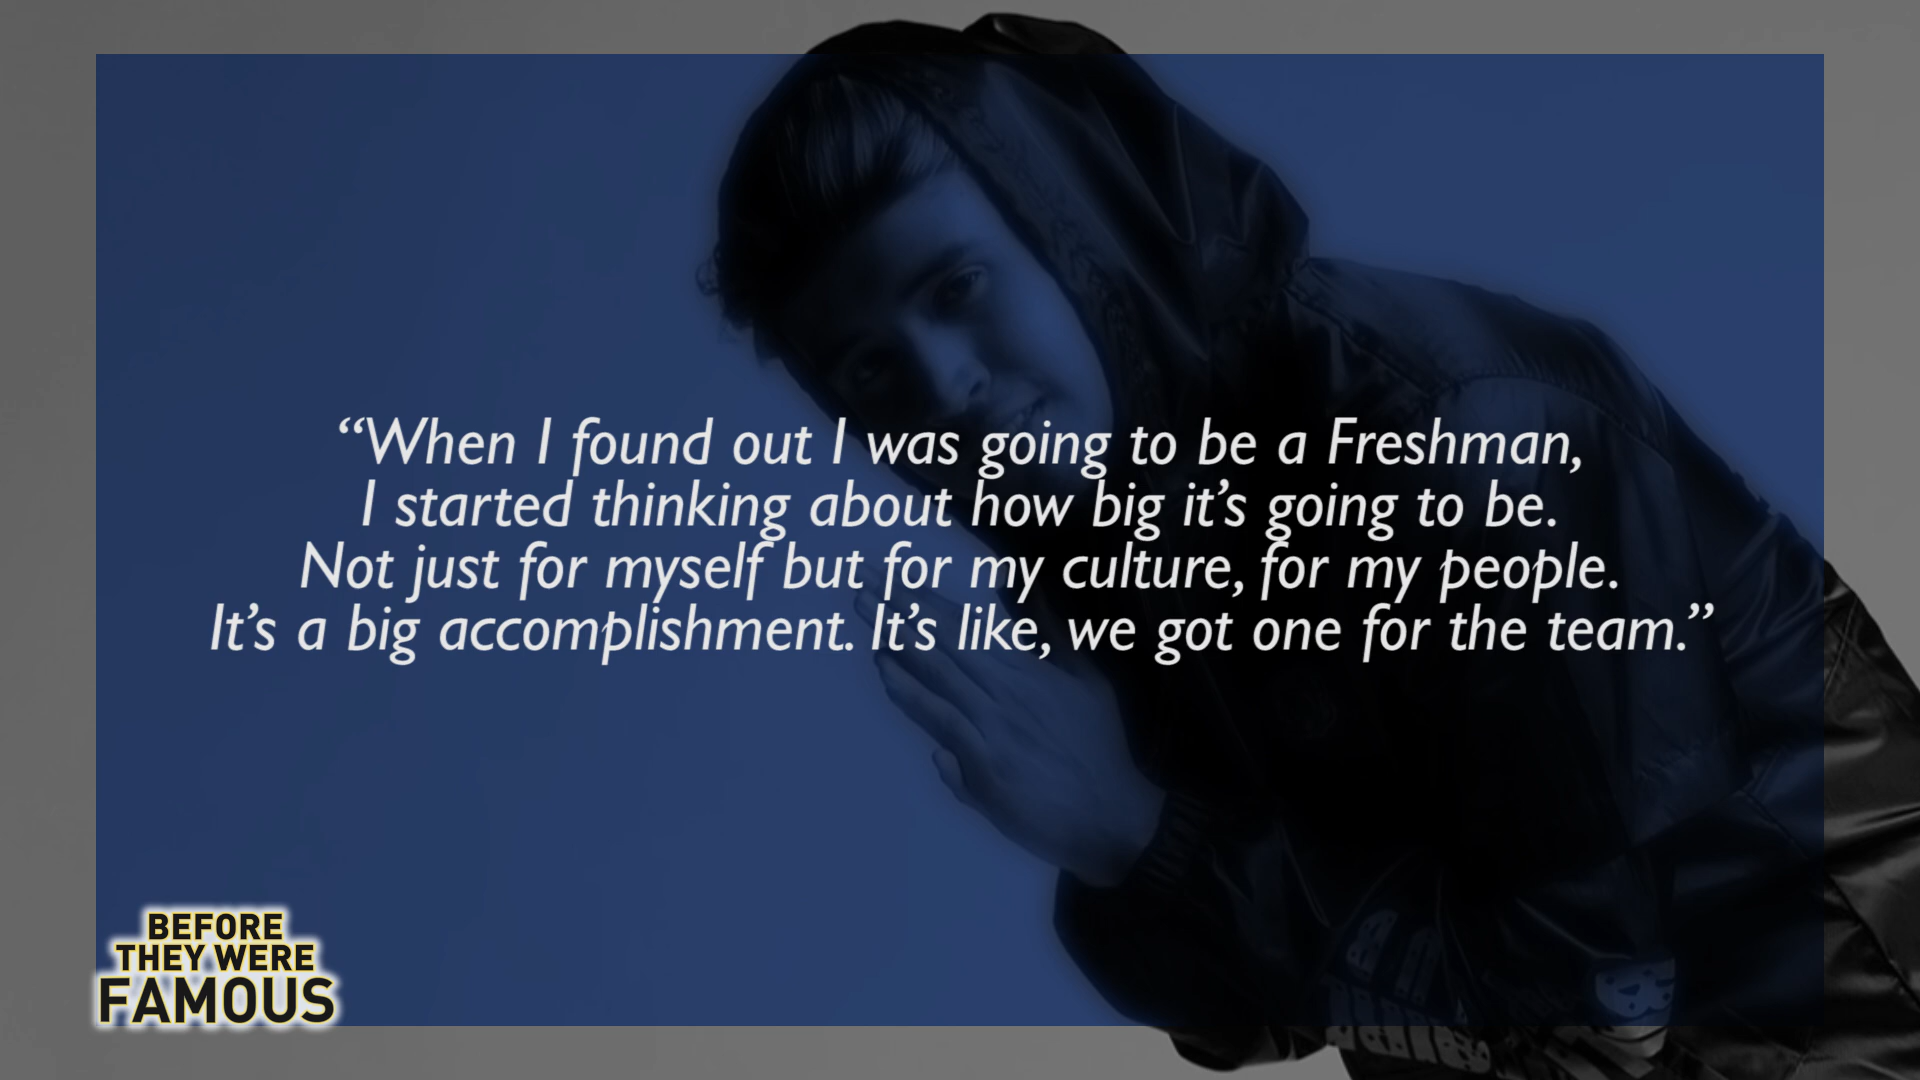 “When I found out I was going to be a Freshman,
I started thinking about how big it’s going to be.
Not just for myself but for my culture, for my people.
It’s a big accomplishment. It’s like, we got one for the team.”
BEFORE
THEY WERE
FAMOUS